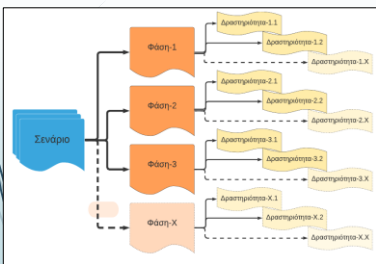 Σενάριο
Φάση-1
Δραστηριότητα-1.1
Δραστηριότητα-1.2
Δραστηριότητα-1.X
Φάση-2
Δραστηριότητα-2.1
Δραστηριότητα-2.2
Δραστηριότητα-2.X
Φάση-3
Δραστηριότητα-3.1
Δραστηριότητα-3.2
Δραστηριότητα-3.X
Φάση-X
Δραστηριότητα-X.1
Δραστηριότητα-X.2
Δραστηριότητα-X.X